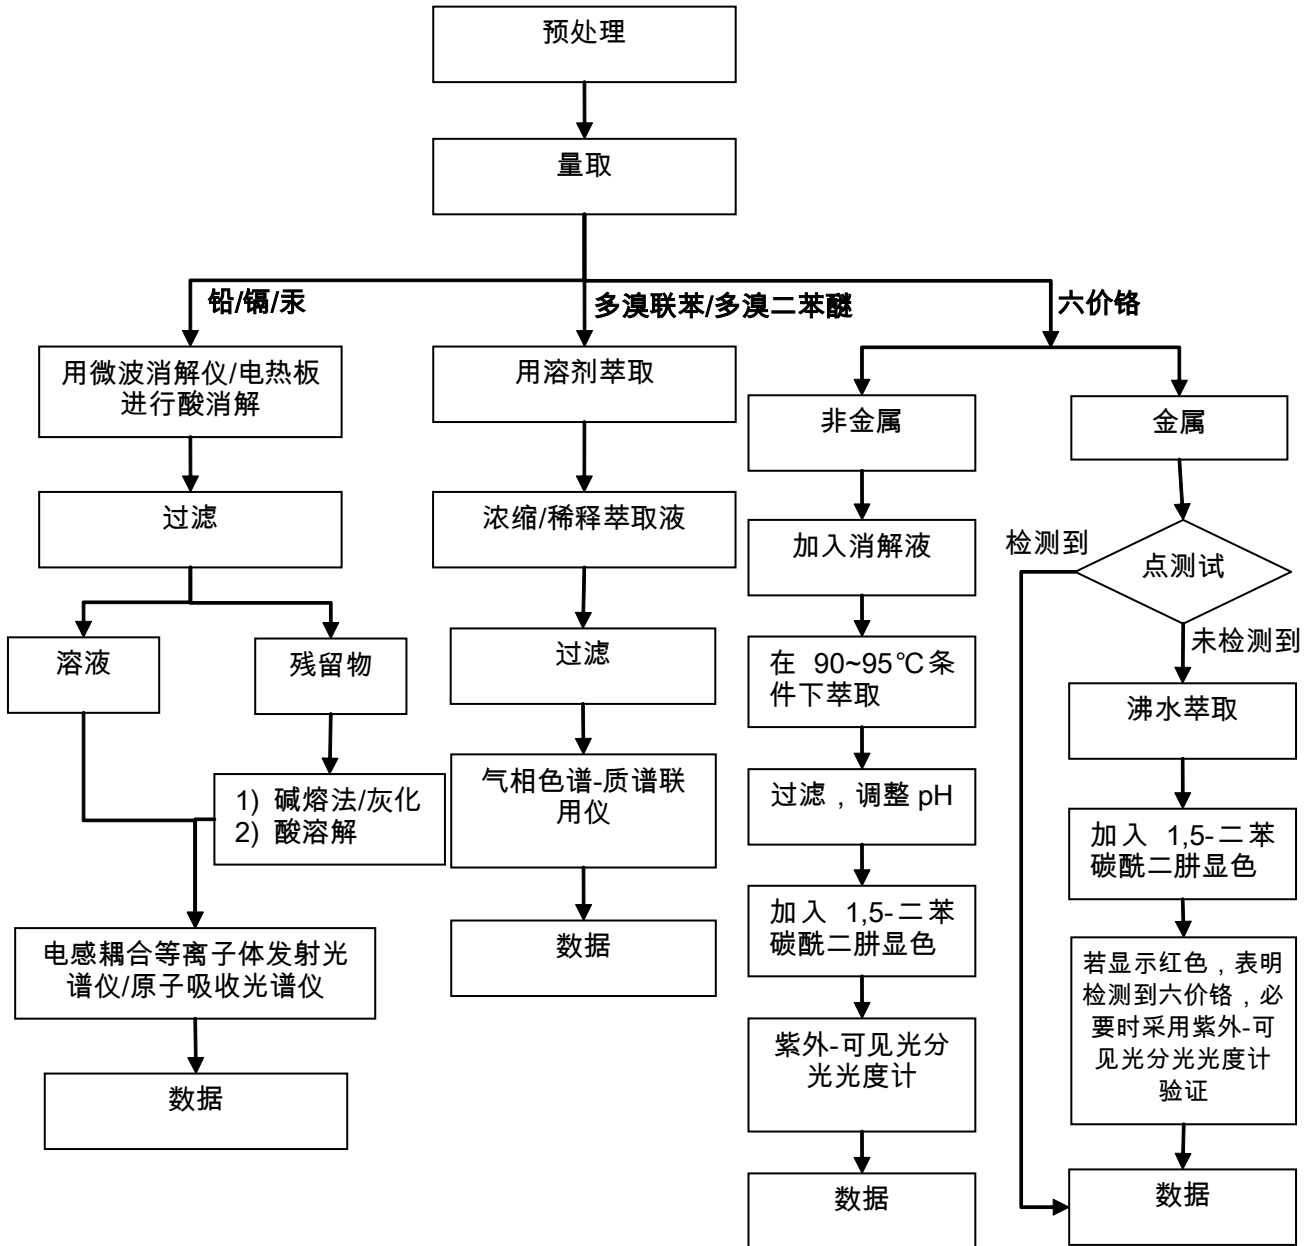 预处理
量取
铅/镉/汞
多溴联苯/多溴二苯醚
六价铬
用微波消解仪/电热板
进行酸消解
过滤
溶液
残留物
1) 碱熔法/灰化
2) 酸溶解
电感耦合等离子体发射光
谱仪/原子吸收光谱仪
数据
用溶剂萃取
浓缩/稀释萃取液
过滤
气相色谱-质谱联
用仪
数据
非金属
加入消解液
在 90~95℃条
件下萃取
过滤，调整 pH
加入 1,5-二苯
碳酰二肼显色
紫外-可见光分
光光度计
数据
金属
点测试
检测到
未检测到
沸水萃取
加入 1,5-二苯
碳酰二肼显色
若显示红色，表明
检测到六价铬，必
要时采用紫外-可
见光分光光度计
验证
数据